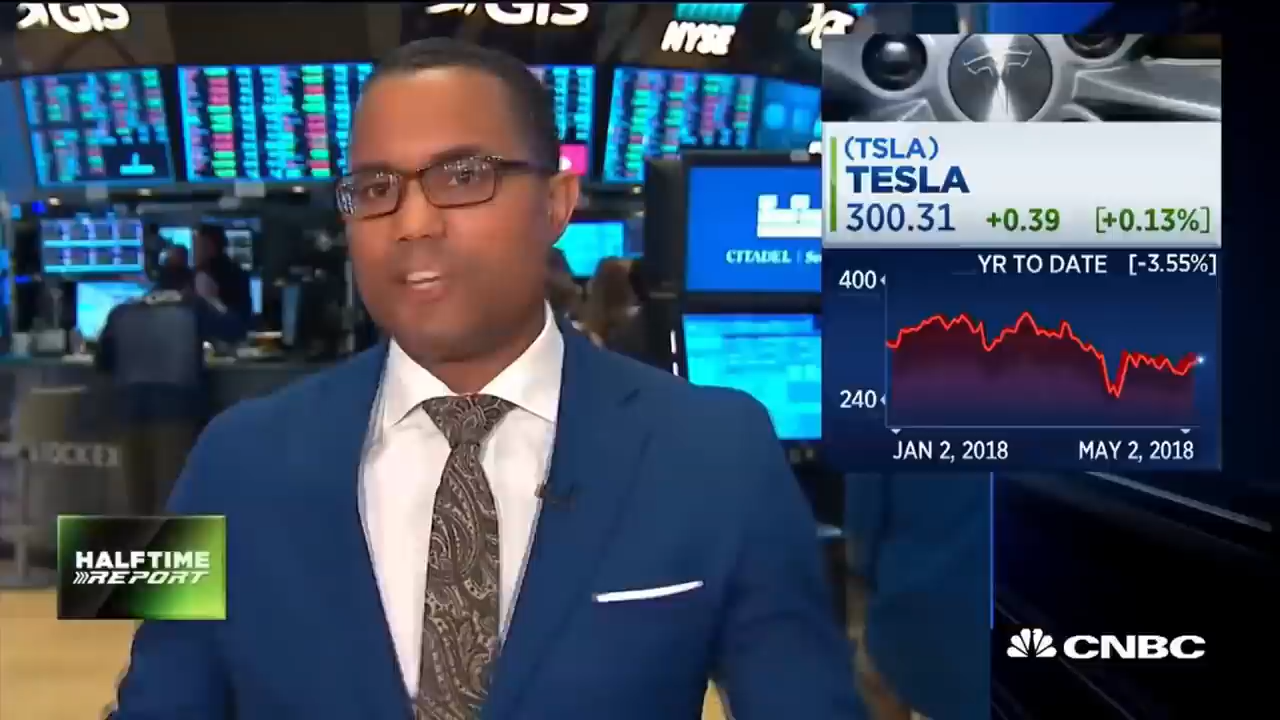 GIS
NYSE
(TSLA)
TESLA
300.31 +0.39 [+0.13%]
YR TO DATE [-3.55%]
400
240
JAN 2, 2018 MAY 2, 2018
CITADEL
HALFTIME
REPORT
CNBC